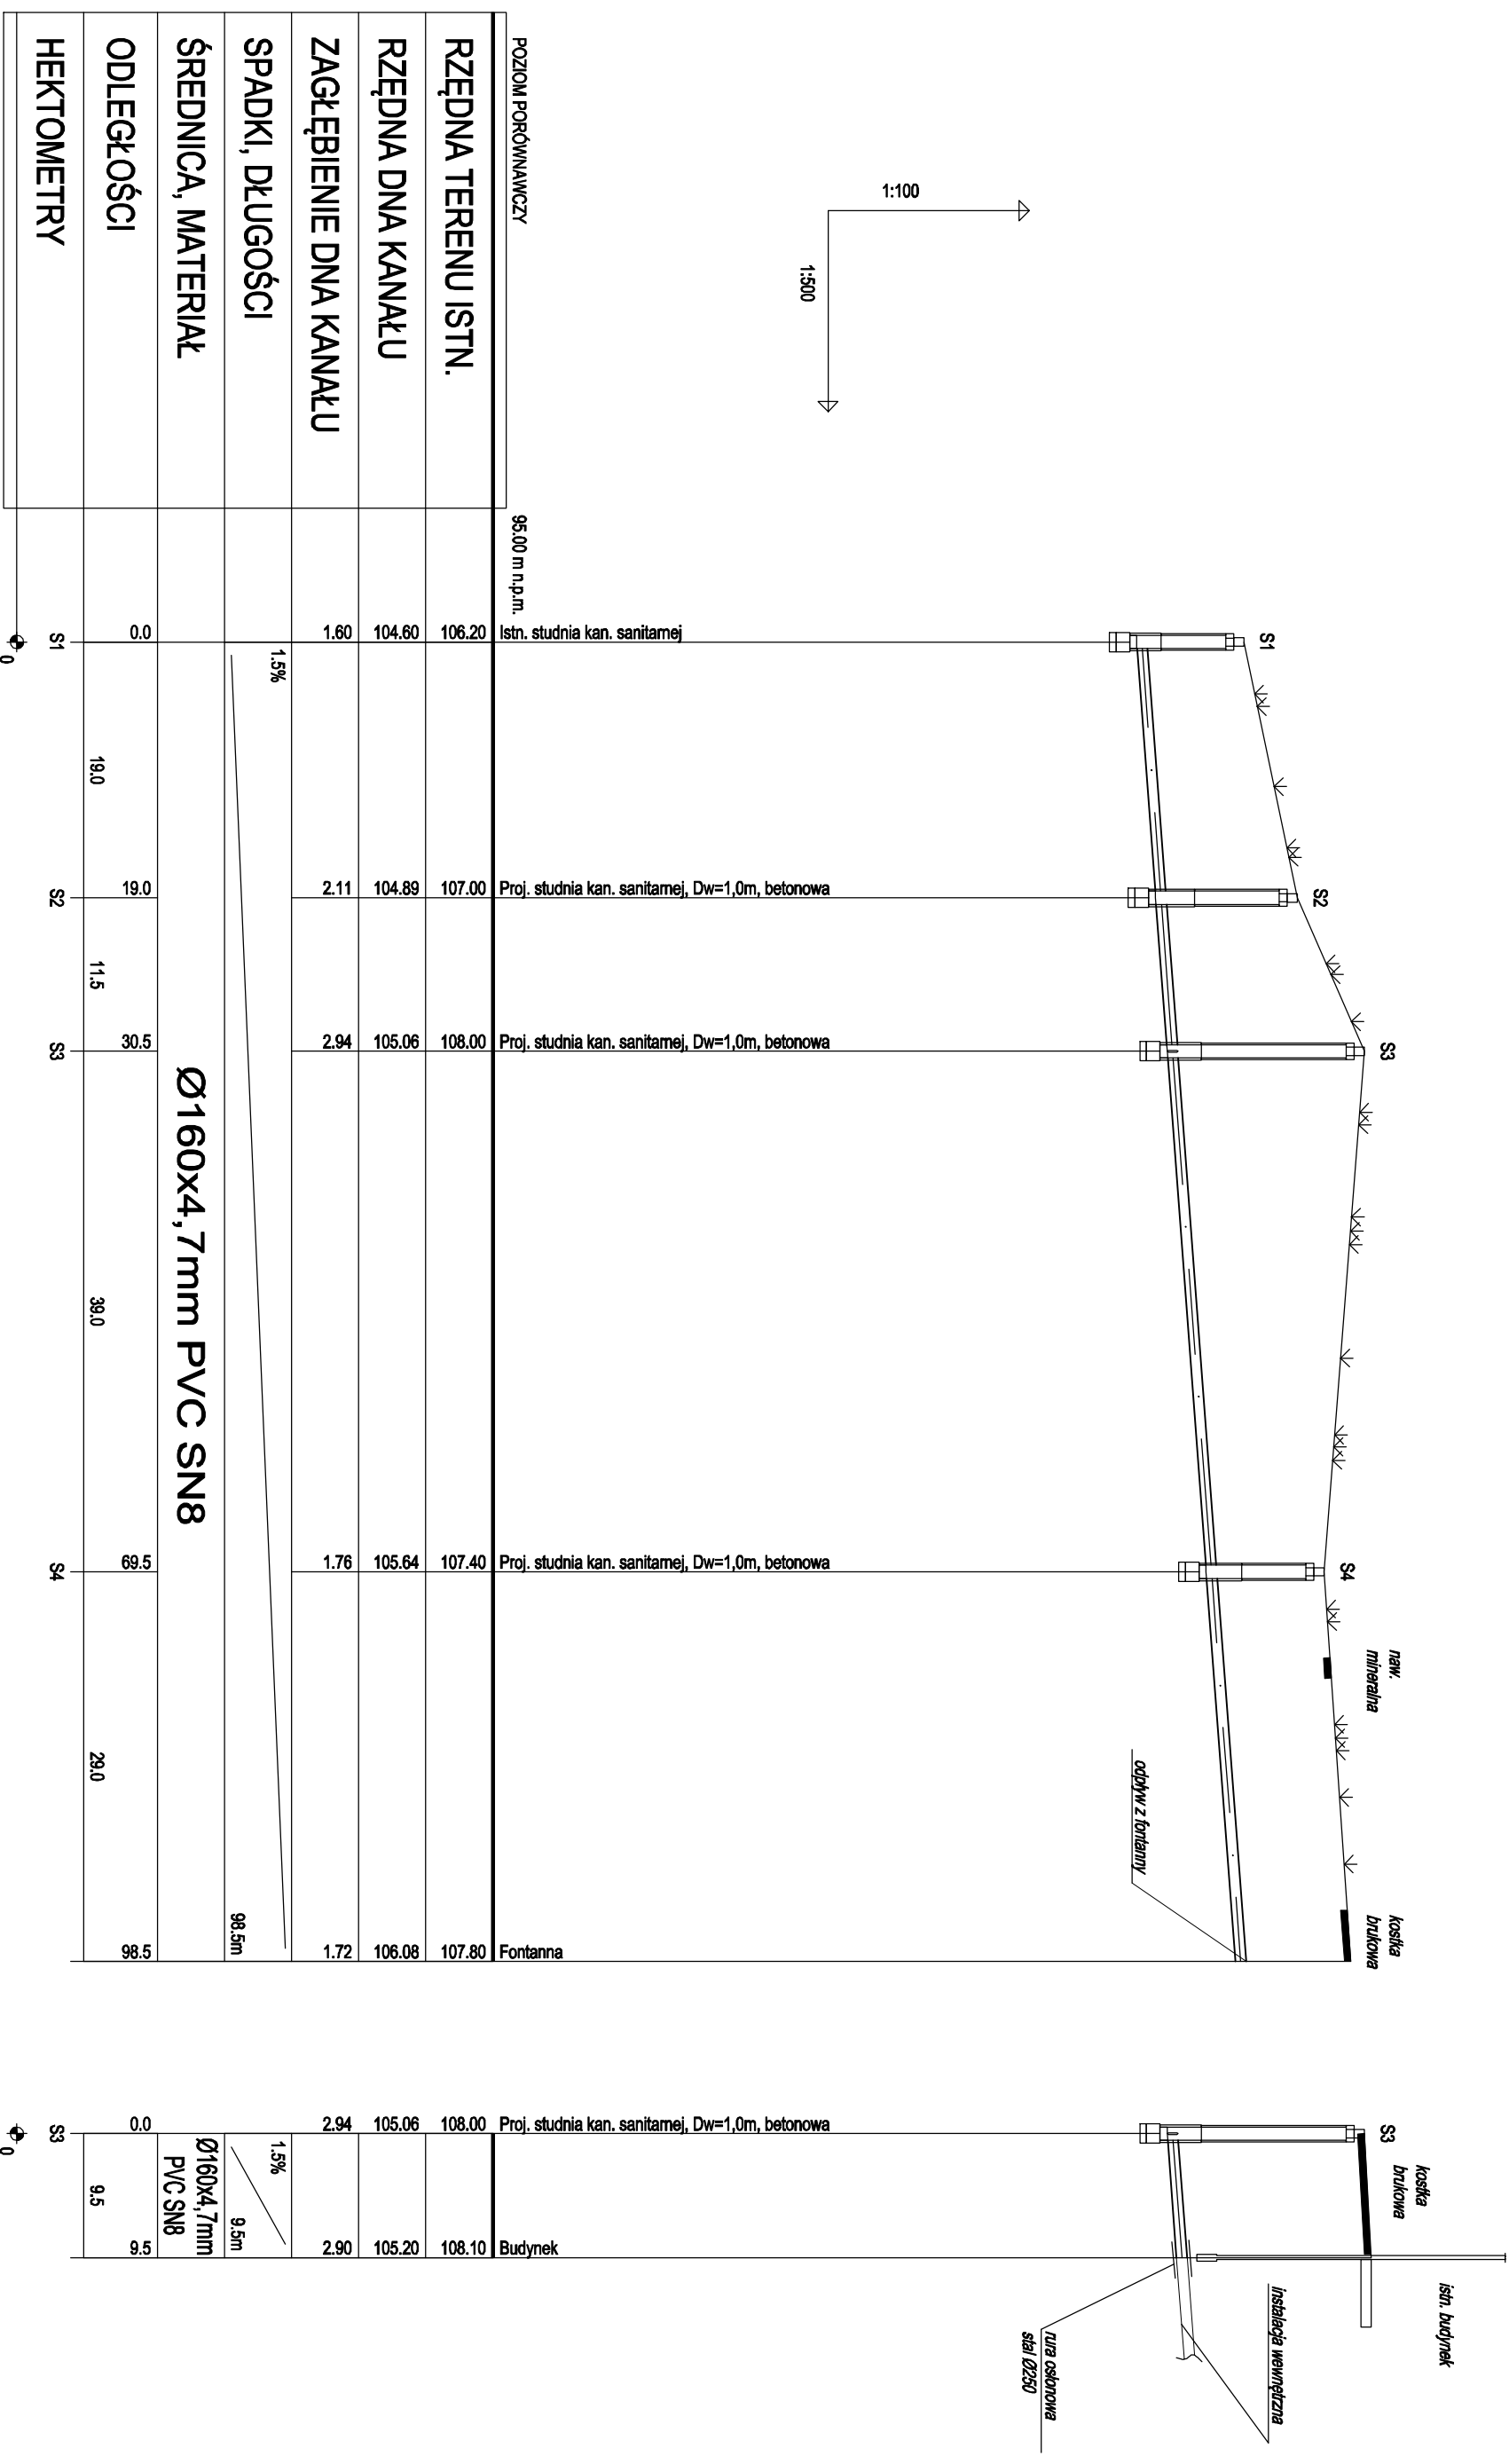 S1
S2
S3
S4
naw.
mineralna
kostka
brukowa
S3
kostka
brukowa
istn. budynek
1:100
1:500
odpływ z fontanny
instalacja wewnętrzna
rura osłonowa
stal Ø250
POZIOM PORÓWNAWCZY
95.00 m n.p.m.
Istn. studnia kan. sanitarnej
Proj. studnia kan. sanitarnej, Dw=1,0m, betonowa
Proj. studnia kan. sanitarnej, Dw=1,0m, betonowa
Proj. studnia kan. sanitarnej, Dw=1,0m, betonowa
Fontanna
Proj. studnia kan. sanitarnej, Dw=1,0m, betonowa
Budynek
RZĘDNA TERENU ISTN.
106.20
107.00
108.00
107.40
107.80
108.00
108.10
RZĘDNA DNA KANAŁU
104.60
104.89
105.06
105.64
106.08
105.06
105.20
ZAGŁĘBIENIE DNA KANAŁU
1.60
2.11
2.94
1.76
1.72
2.94
2.90
SPADKI, DŁUGOŚCI
1.5%
98.5m
1.5%
9.5m
ŚREDNICA, MATERIAŁ
Ø160x4,7mm PVC SN8
Ø160x4,7mm
PVC SN8
ODLEGŁOŚCI
0.0
19.0
30.5
69.5
98.5
0.0
9.5
19.0
11.5
39.0
29.0
9.5
HEKTOMETRY
S1
S2
S3
S4
S3
0
0